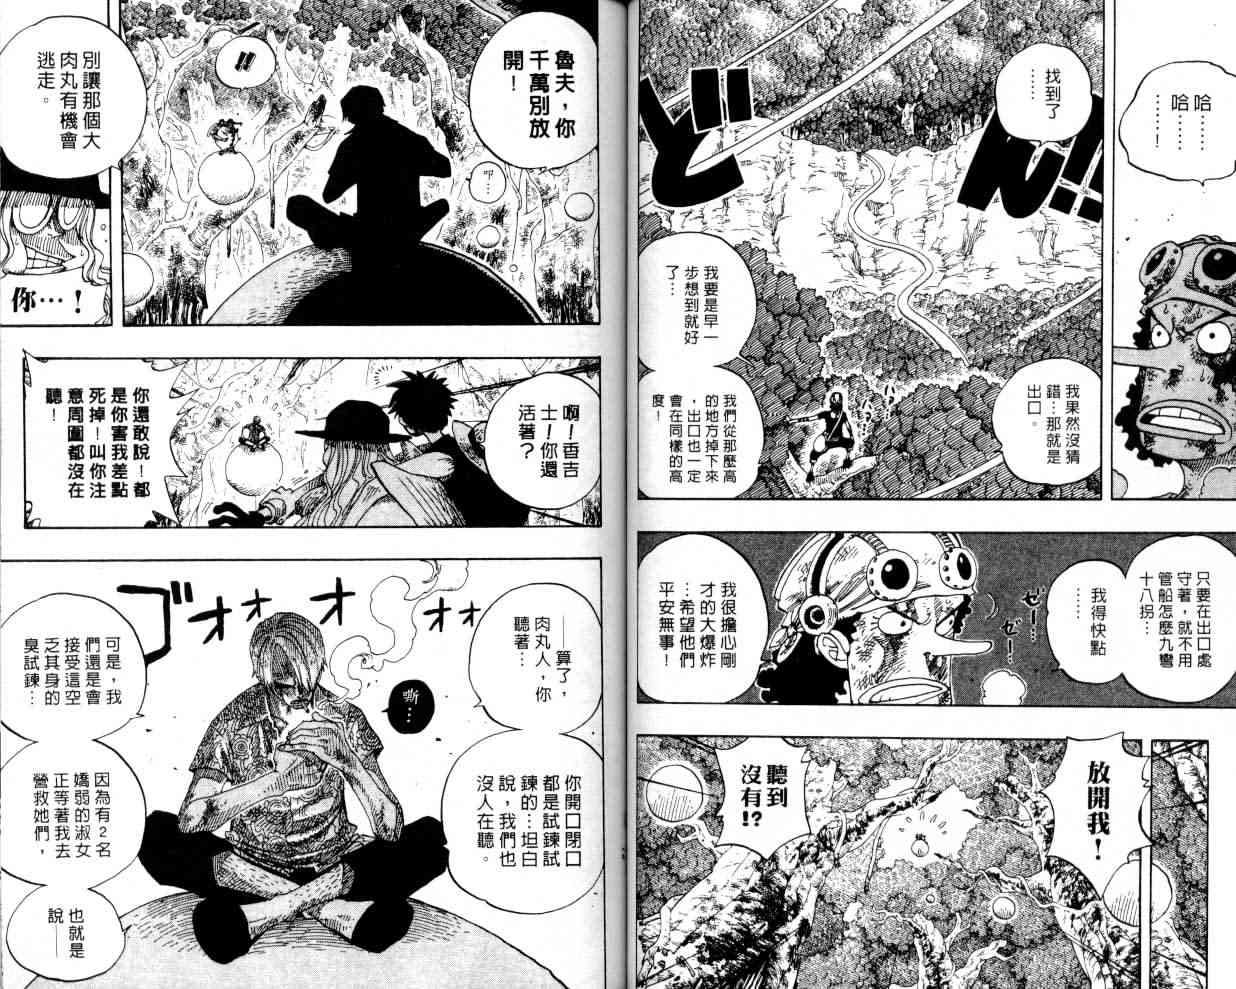 哈……
哈……
…！
找到了
……
どん!!
我要是早一
步想到就好
了…
我果然沒猜
錯…那就是
出口。
我們從那麼高
的地方掉下來
，出口也一定
會在同樣的高
度！
只要在出口處
守著，就不用
管船怎麼九彎
十八拐…
我得快點
……
ゼー…
ゼー…
我很擔心剛
才的大爆炸
…希望他們
平安無事！
放開我！
聽到
沒有!?
魯夫，你
千萬別放
開！
叩…
!!
別讓那個大
肉丸有機會
逃走。
你…！
啊！香吉
士！你還
活著？
你還敢說！都
是你害我差點
死掉！叫你注
意周圍都沒在
聽！
ゴオオオオオ
——算了，
肉丸人，你
聽著…
嘶…
你開口閉口
都是試鍊試
鍊的…坦白
說，我們也
沒人在聽。
可是，我
們還是會
接受這空
乏其身的
臭試鍊…
因為有2名
嬌弱的淑女
正等著我去
營救她們，
也就是
說——